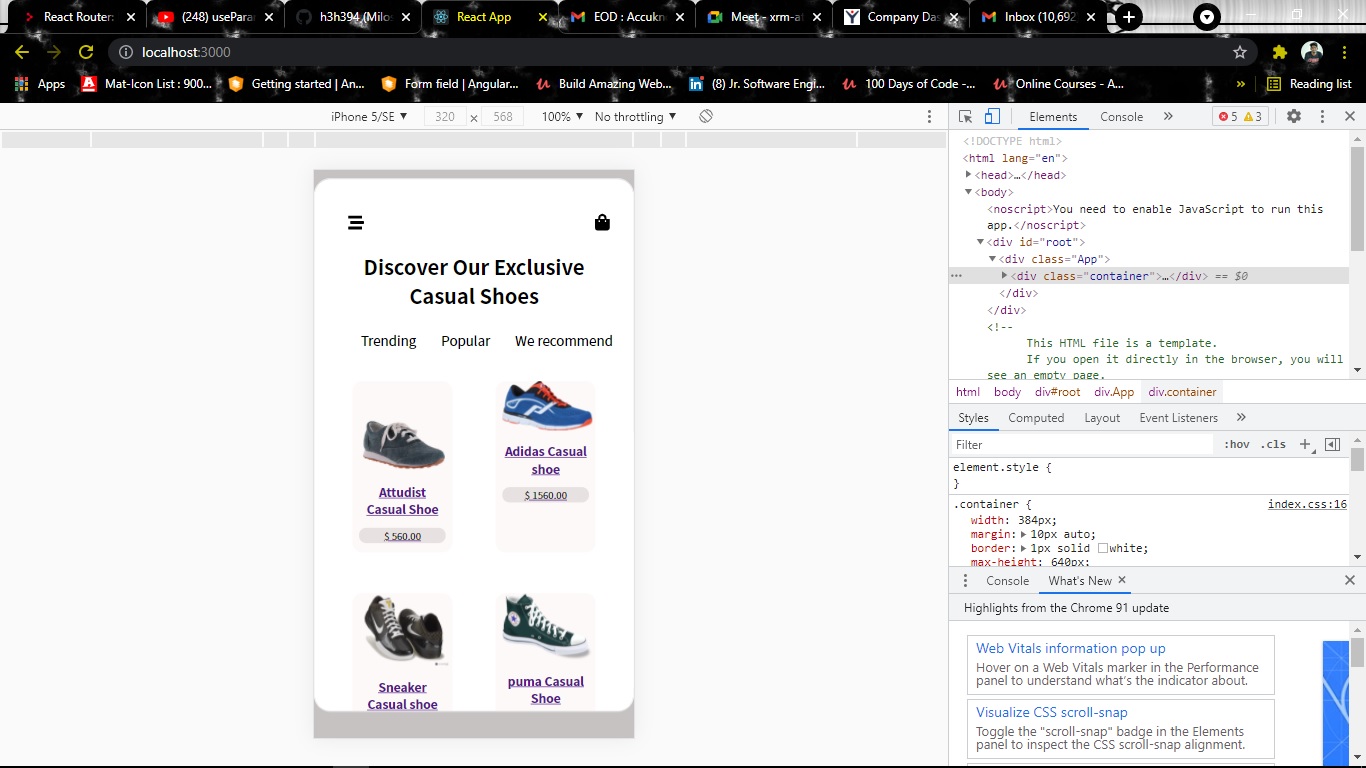 React Router: (248) useParar h3h394 (Milos React App EOD : Accukn Meet - xrm-at Company Das Inbox (10,692
localhost:3000
Apps Mat-Icon List : 900... Getting started | An... Form field | Angular... Build Amazing Web... (8) Jr. Software Engi... 100 Days of Code -... Online Courses - A... » Reading list
iPhone 5/SE ▼ 320 × 568 100% ▼ No throttling ▼
Elements Console » 5 3
<!DOCTYPE html>
<html lang="en">
<head>…</head>
<body>
<noscript>You need to enable JavaScript to run this
app.</noscript>
<div id="root">
<div class="App">
<div class="container">…</div> == $0
</div>
</div>
<!--
This HTML file is a template.
If you open it directly in the browser, you will
see an empty page.
html body div#root div.App div.container
Styles Computed Layout Event Listeners »
Filter :hov .cls +
element.style {
}
.container { index.css:16
width: 384px;
margin: 10px auto;
border: 1px solid white;
max-height: 640px;
Console What's New ×
Highlights from the Chrome 91 update
Web Vitals information pop up
Hover on a Web Vitals marker in the Performance
panel to understand what's the indicator about.
Visualize CSS scroll-snap
Toggle the "scroll-snap" badge in the Elements
panel to inspect the CSS scroll-snap alignment.
Discover Our Exclusive
Casual Shoes
Trending Popular We recommend
Attudist
Casual Shoe
$ 560.00
Adidas Casual
shoe
$ 1560.00
Sneaker
Casual shoe
puma Casual
Shoe